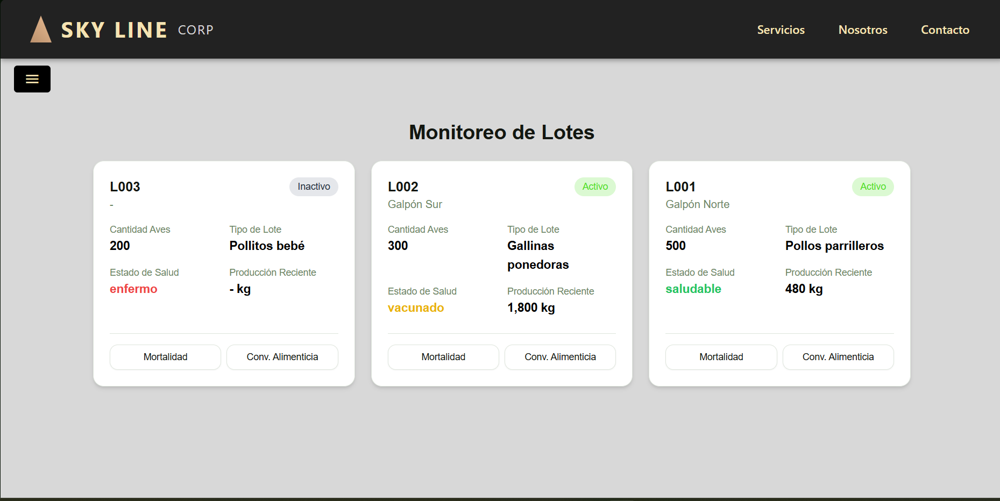 SKY LINE CORP
Servicios
Nosotros
Contacto
Monitoreo de Lotes
L003
Inactivo
-
Cantidad Aves
200
Tipo de Lote
Pollitos bebé
Estado de Salud
enfermo
Producción Reciente
- kg
Mortalidad
Conv. Alimenticia
L002
Activo
Galpón Sur
Cantidad Aves
300
Tipo de Lote
Gallinas
ponedoras
Estado de Salud
vacunado
Producción Reciente
1,800 kg
Mortalidad
Conv. Alimenticia
L001
Activo
Galpón Norte
Cantidad Aves
500
Tipo de Lote
Pollos parrilleros
Estado de Salud
saludable
Producción Reciente
480 kg
Mortalidad
Conv. Alimenticia